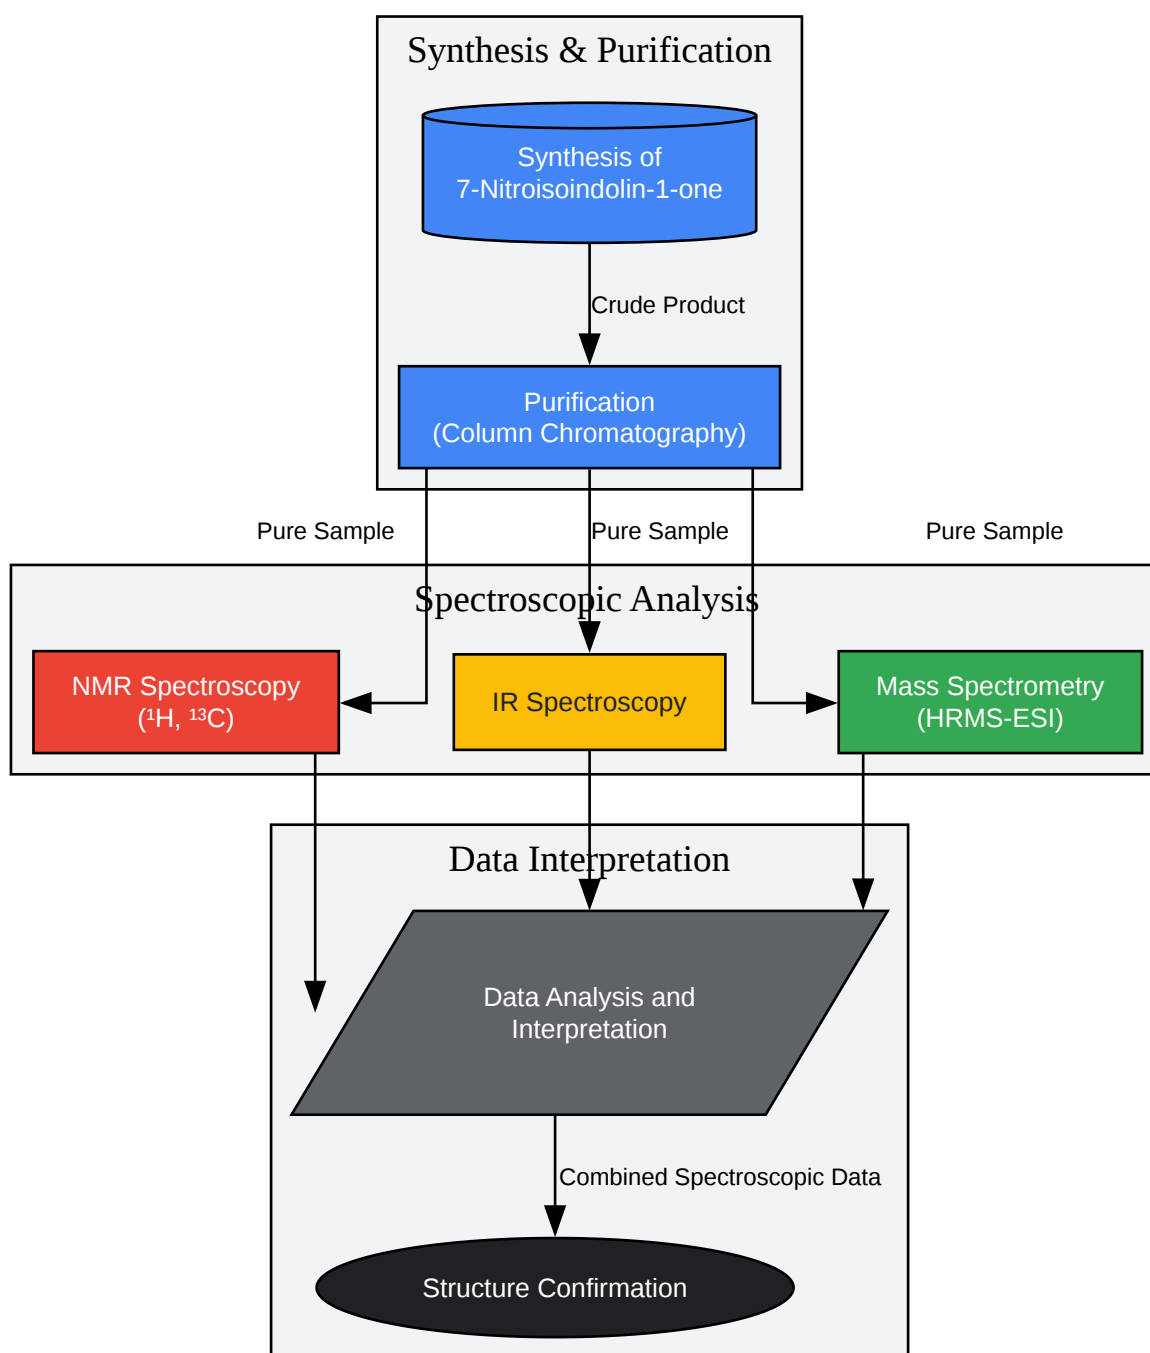 Synthesis & Purification
Synthesis of
7-Nitroisoindolin-1-one
Crude Product
Purification
(Column Chromatography)
Pure Sample
Pure Sample
Pure Sample
Spectroscopic Analysis
NMR Spectroscopy
(¹H, ¹³C)
IR Spectroscopy
Mass Spectrometry
(HRMS-ESI)
Data Interpretation
Data Analysis and
Interpretation
Combined Spectroscopic Data
Structure Confirmation